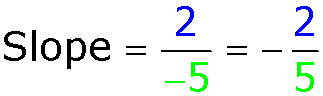 Slope = 2/−5 = − 2/5